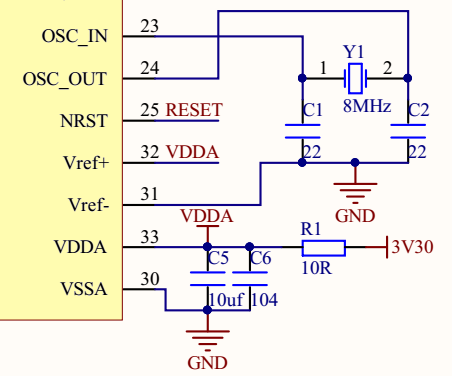 OSC_IN 23
OSC_OUT 24
NRST 25 RESET
Vref+ 32 VDDA
Vref- 31
VDDA 33
VSSA 30
1 Y1 2
8MHz
C1 C2
22 22
GND
VDDA
R1
10R
3V30
C5 C6
10uf 104
GND